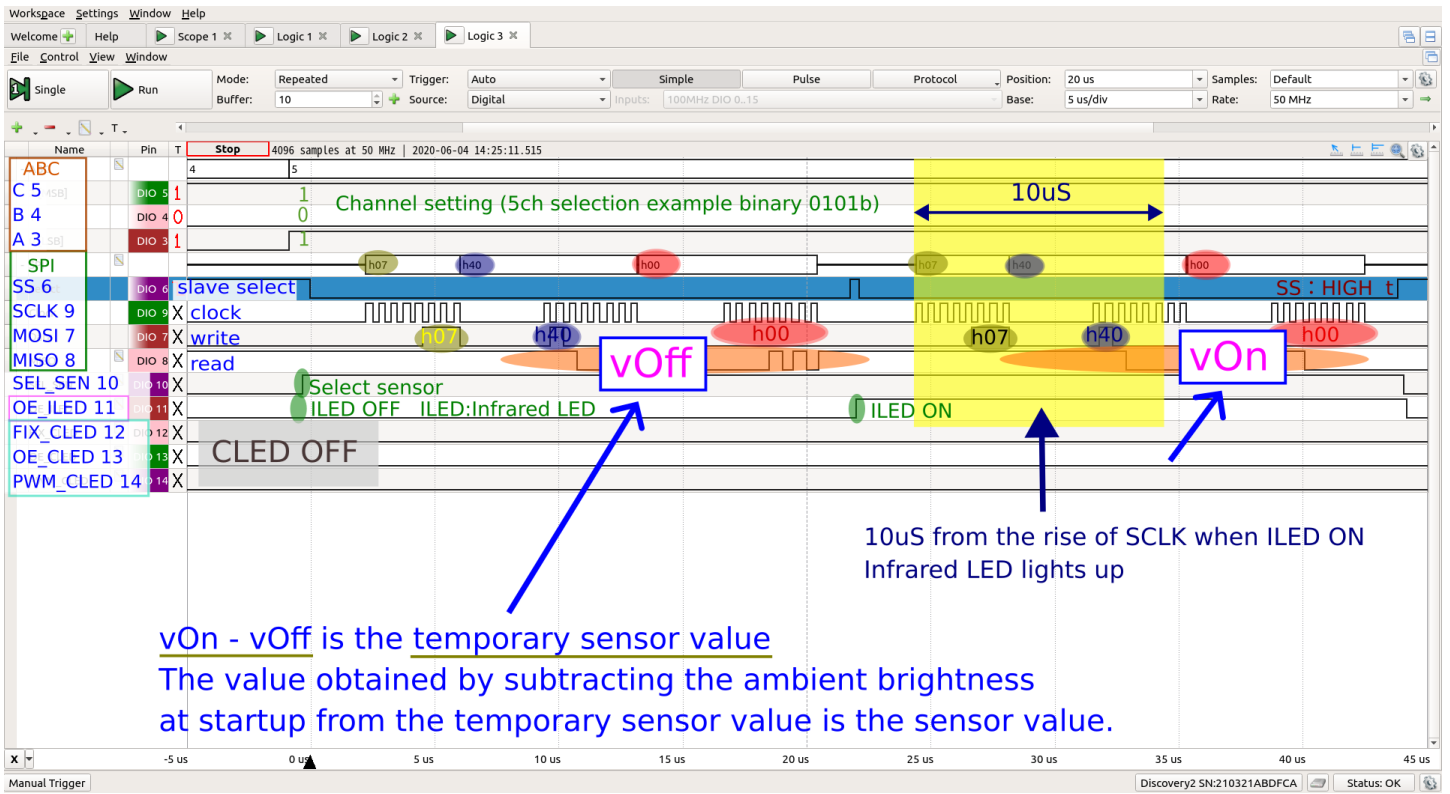 Workspace Settings Window Help
Welcome Help Scope 1 Logic 1 Logic 2 Logic 3
File Control View Window
Single Run Mode: Repeated Trigger: Auto Simple Pulse Protocol Position: 20 us Samples: Default
Buffer: 10 Source: Digital Inputs: 100MHz DIO 0..15 Base: 5 us/div Rate: 50 MHz
T
Name Pin T Stop 4096 samples at 50 MHz | 2020-06-04 14:25:11.515
ABC 4 5
C 5 DIO 5 1 1
B 4 DIO 4 0 0
A 3 DIO 3 1 1
Channel setting (5ch selection example binary 0101b)
10uS
SPI h07 h40 h00 h07 h40 h00
SS 6 DIO 6 slave select SS：HIGH t
SCLK 9 DIO 9 X clock
MOSI 7 DIO 7 X write h07 h40 h00 h07 h40 h00
MISO 8 DIO 8 X read vOff vOn
SEL_SEN 10 DIO 10 X Select sensor
OE_ILED 11 DIO 11 X ILED OFF ILED:Infrared LED ILED ON
FIX_CLED 12 DIO 12 X
OE_CLED 13 13 X CLED OFF
PWM_CLED 14 14 X
10uS from the rise of SCLK when ILED ON
Infrared LED lights up
vOn - vOff is the temporary sensor value
The value obtained by subtracting the ambient brightness
at startup from the temporary sensor value is the sensor value.
X -5 us 0 us 5 us 10 us 15 us 20 us 25 us 30 us 35 us 40 us 45 us
Manual Trigger Discovery2 SN:210321ABDFCA Status: OK